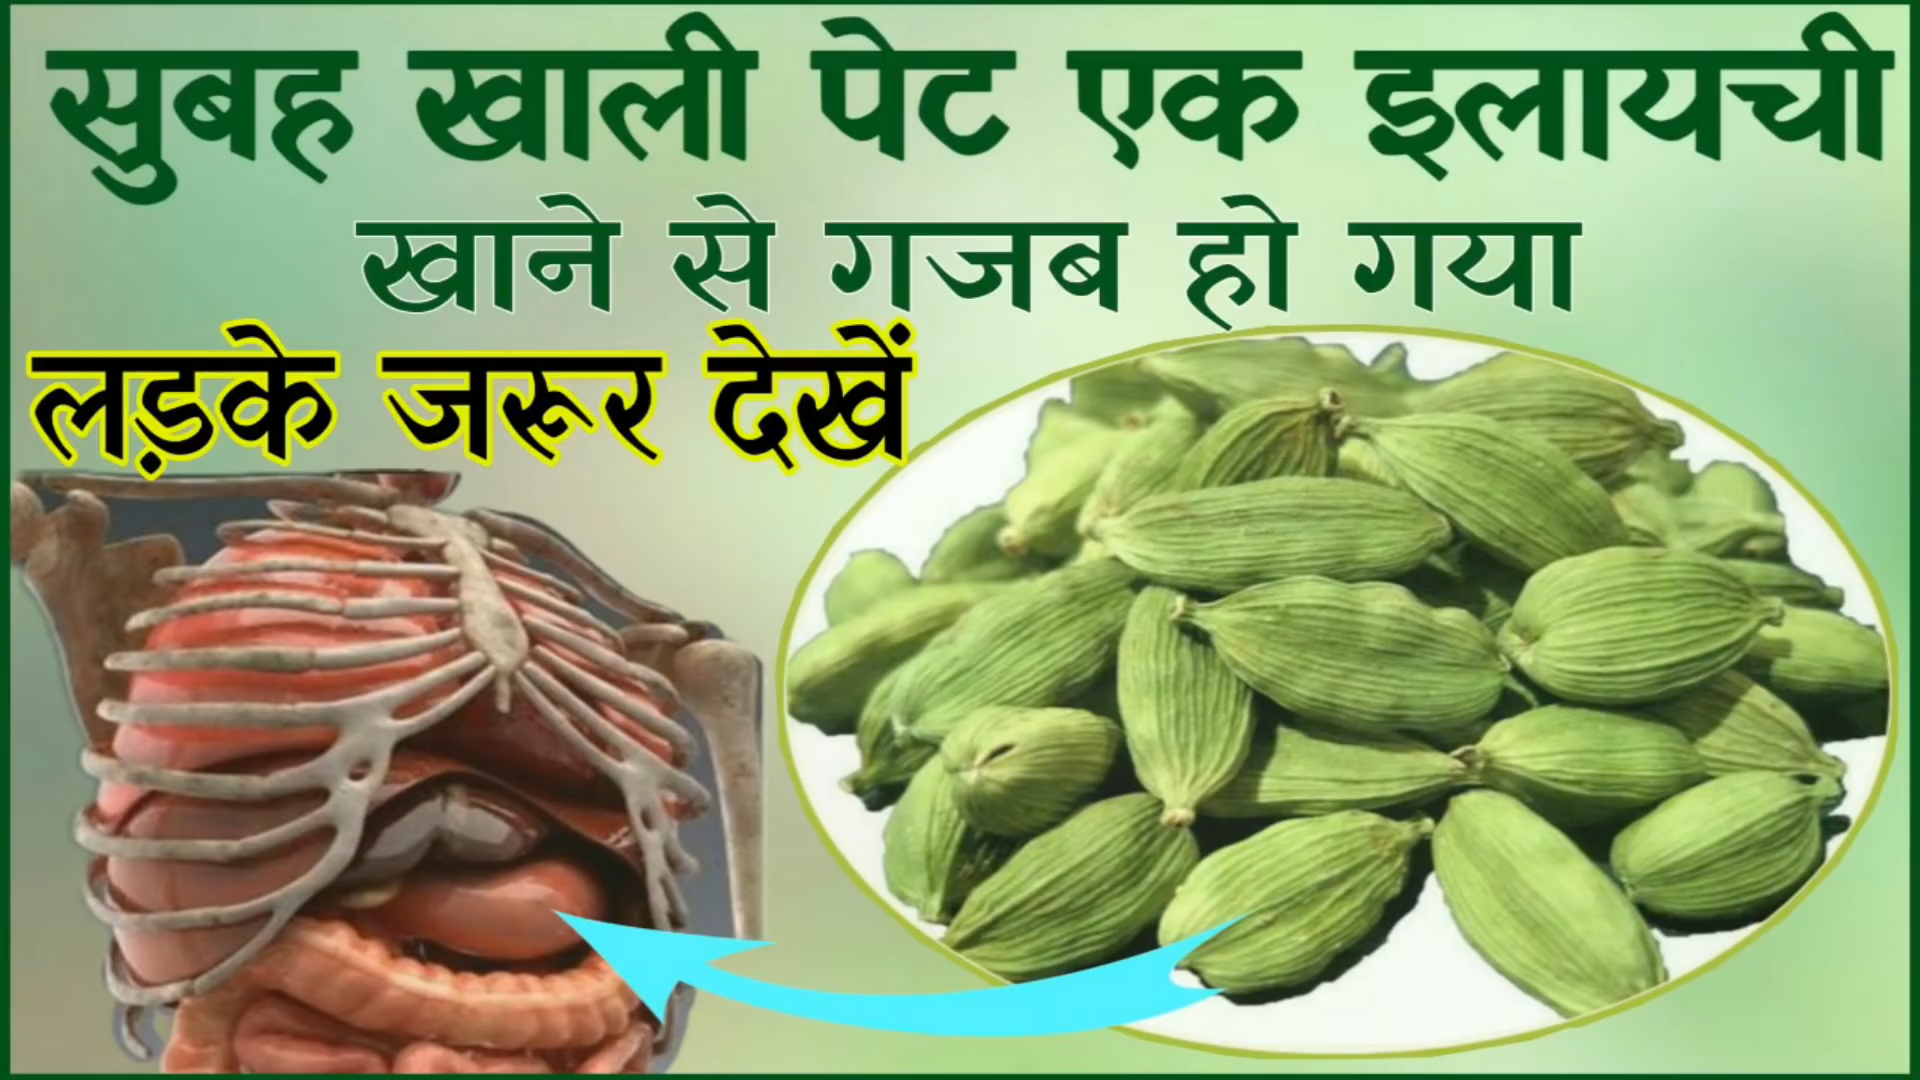 सुबह खाली पेट एक इलायची
खाने से गजब हो गया
लड़के जरूर देखें